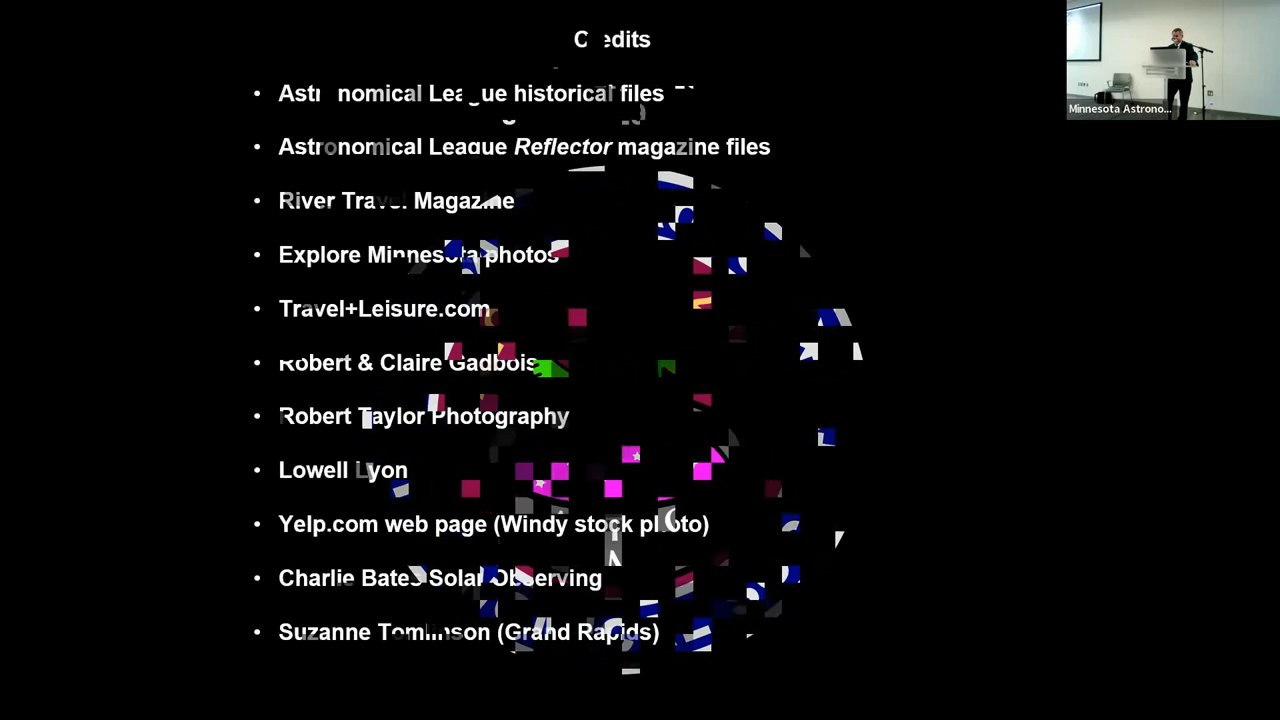 Credits
• Astronomical League historical files
• Astronomical League Reflector magazine files
• River Travel Magazine
• Explore Minnesota photos
• Travel+Leisure.com
• Robert & Claire Gadbois
• Robert Taylor Photography
• Lowell Lyon
• Yelp.com web page (Windy stock photo)
• Charlie Bates Solar Observing
• Suzanne Tomlinson (Grand Rapids)
Minnesota Astrono...